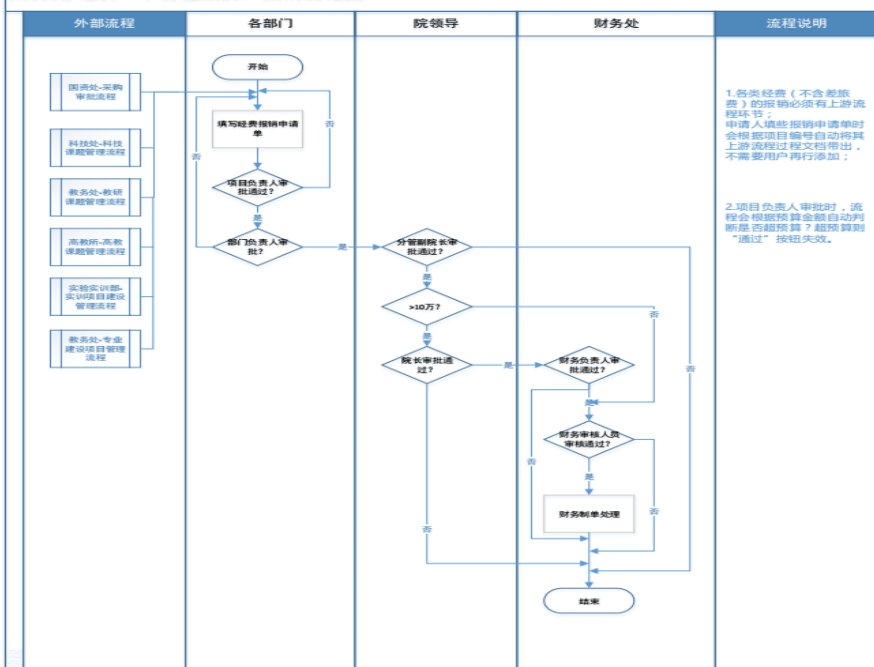 外部流程
各部门
院领导
财务处
流程说明
国资处-采购
审批流程
科技处-科技
课题管理流程
教务处-教研
课题管理流程
高教所-高教
课题管理流程
实验实训部-
实训项目建设
管理流程
教务处-专业
建设项目管理
流程
开始
填写经费报销申请
单
否
否
项目负责人审
批通过？
是
部门负责人审
批？
是
分管副院长审
批通过？
是
>10万？
否
是
院长审批通
过？
是
否
财务负责人审
批通过？
否
是
财务审核人员
审核通过？
否
是
财务制单处理
否
结束
1.各类经费（不含差旅
费）的报销必须有上游流
程环节；
申请人填些报销申请单时
会根据项目编号自动将其
上游流程过程文档带出，
不需要用户再行添加；
2.项目负责人审批时，流
程会根据预算金额自动判
断是否超预算？超预算则
“通过”按钮失效。